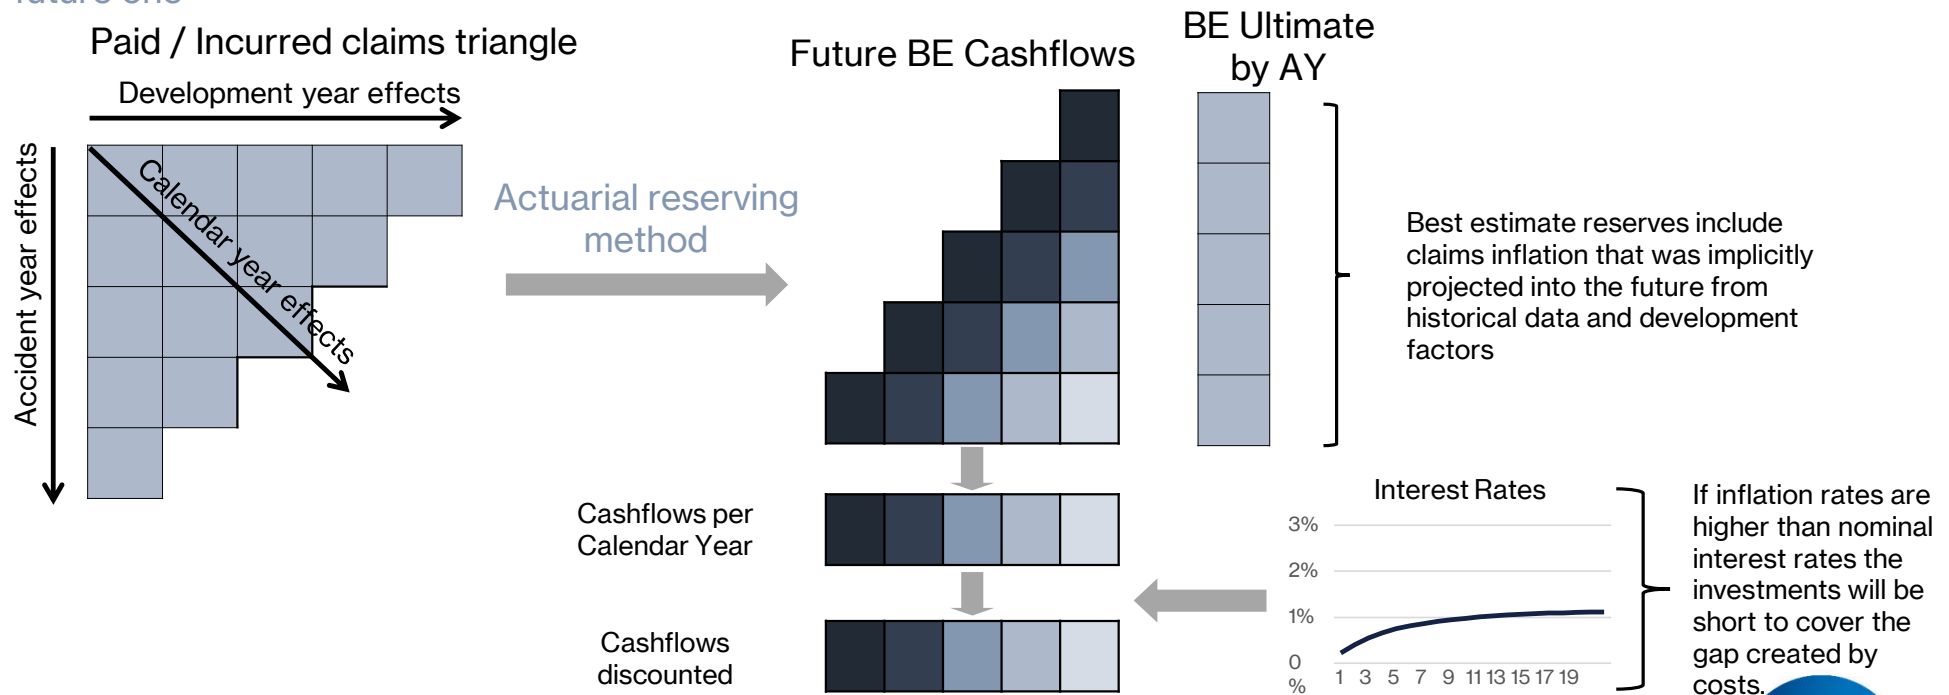 future one
Paid / Incurred claims triangle
Development year effects
Accident year effects
Calendar year effects
Actuarial reserving
method
Future BE Cashflows
BE Ultimate
by AY
Best estimate reserves include
claims inflation that was implicitly
projected into the future from
historical data and development
factors
Cashflows per
Calendar Year
Cashflows
discounted
Interest Rates
3%
2%
1%
0
%
1 3 5 7 9 11 13 15 17 19
If inflation rates are
higher than nominal
interest rates the
investments will be
short to cover the
gap created by
costs.